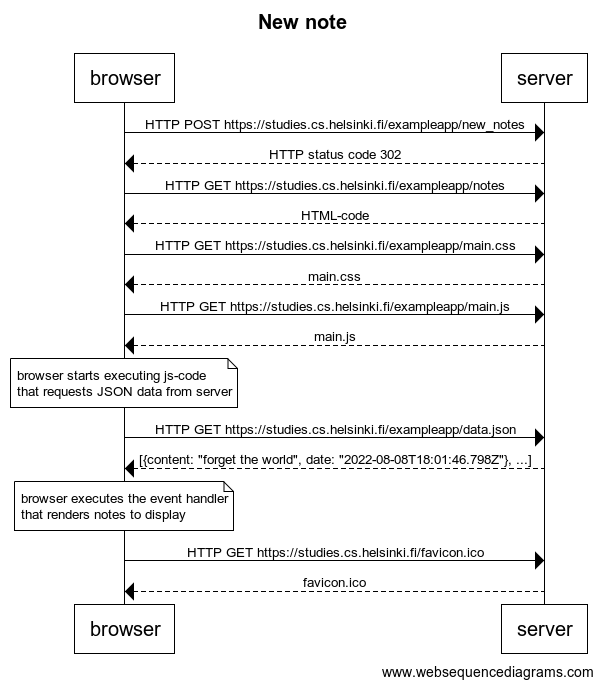 New note
browser
server
HTTP POST https://studies.cs.helsinki.fi/exampleapp/new_notes
HTTP status code 302
HTTP GET https://studies.cs.helsinki.fi/exampleapp/notes
HTML-code
HTTP GET https://studies.cs.helsinki.fi/exampleapp/main.css
main.css
HTTP GET https://studies.cs.helsinki.fi/exampleapp/main.js
main.js
browser starts executing js-code
that requests JSON data from server
HTTP GET https://studies.cs.helsinki.fi/exampleapp/data.json
[{content: "forget the world", date: "2022-08-08T18:01:46.798Z"}, ...]
browser executes the event handler
that renders notes to display
HTTP GET https://studies.cs.helsinki.fi/favicon.ico
favicon.ico
browser
server
www.websequencediagrams.com